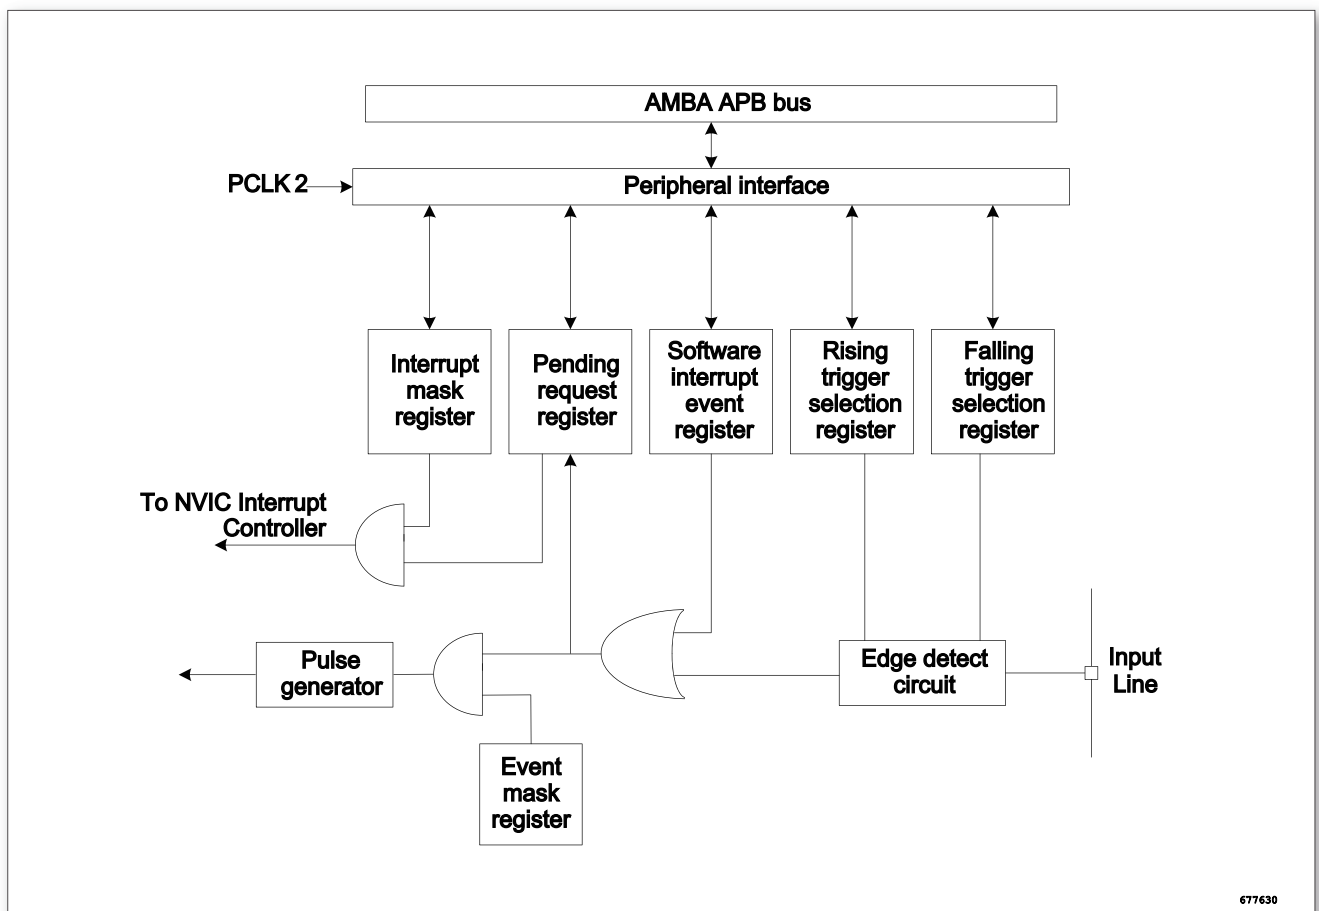 AMBA APB bus
PCLK 2
Peripheral interface
Interrupt
mask
register
Pending
request
register
Software
interrupt
event
register
Rising
trigger
selection
register
Falling
trigger
selection
register
To NVIC Interrupt
Controller
Pulse
generator
Event
mask
register
Edge detect
circuit
Input
Line
677630